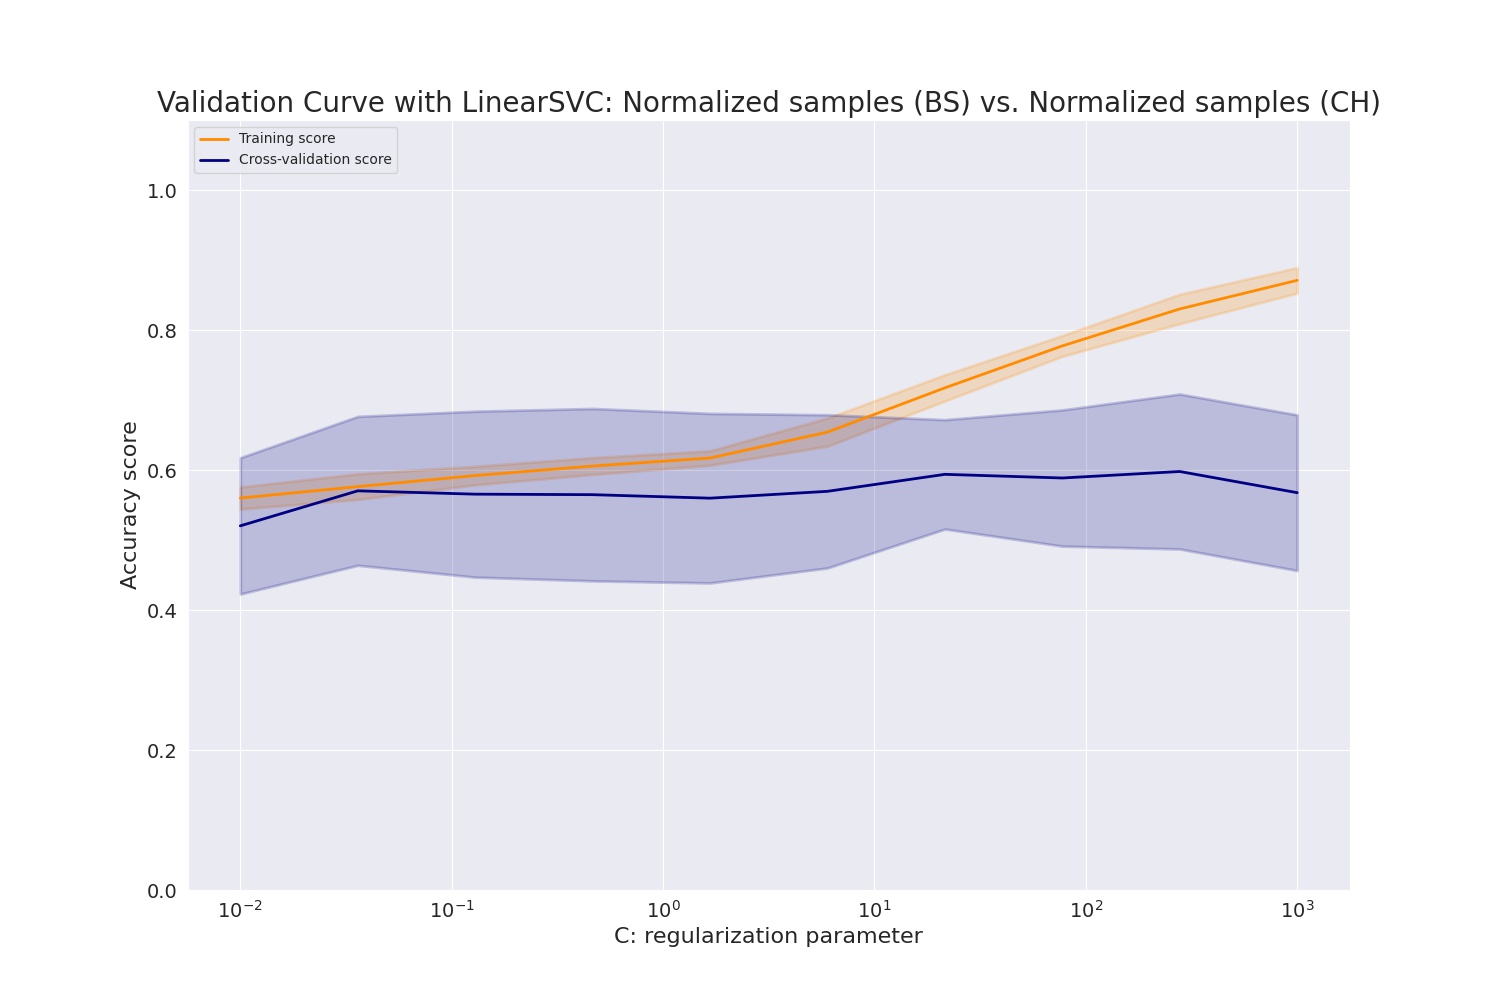 Validation Curve with LinearSVC: Normalized samples (BS) vs. Normalized samples (CH)
Training score
Cross-validation score
1.0
0.8
0.6
0.4
0.2
0.0
Accuracy score
10⁻² 10⁻¹ 10⁰ 10¹ 10² 10³
C: regularization parameter